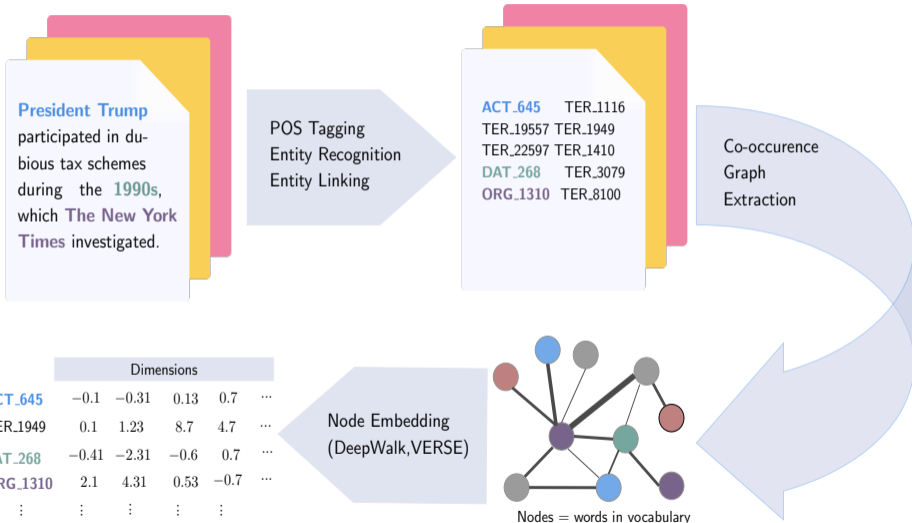 President Trump
participated in du-
bious tax schemes
during the 1990s,
which The New York
Times investigated.
POS Tagging
Entity Recognition
Entity Linking
ACT_645 TER_1116
TER_19557 TER_1949
TER_22597 TER_1410
DAT_268 TER_3079
ORG_1310 TER_8100
Co-occurence
Graph
Extraction
Dimensions
CT_645 −0.1 −0.31 0.13 0.7 ...
ER_1949 0.1 1.23 8.7 4.7 ...
AT_268 −0.41 −2.31 −0.6 0.7 ...
RG_1310 2.1 4.31 0.53 −0.7 ...
⋮ ⋮ ⋮ ⋮ ⋮
Node Embedding
(DeepWalk,VERSE)
Nodes = words in vocabulary